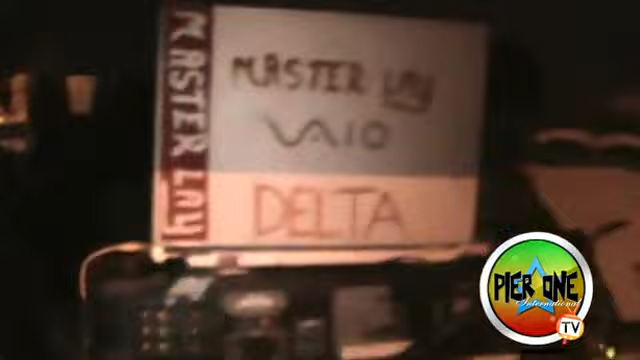 MASTER LAY
MASTER LAY
VAIO
DELTA
PIER ONE
International
TV